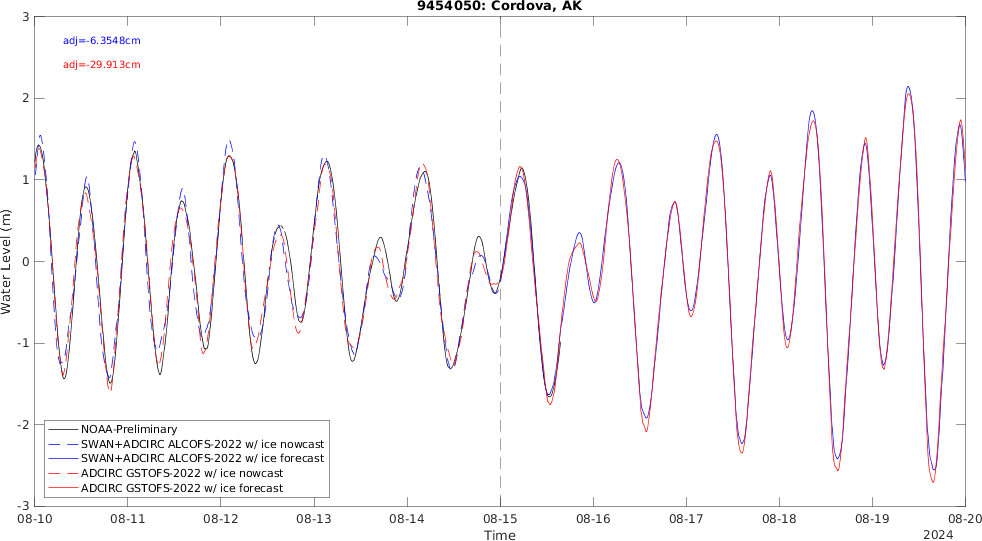 9454050: Cordova, AK
adj=-6.3548cm
adj=-29.913cm
3
2
1
0
-1
-2
-3
Water Level (m)
NOAA-Preliminary
SWAN+ADCIRC ALCOFS-2022 w/ ice nowcast
SWAN+ADCIRC ALCOFS-2022 w/ ice forecast
ADCIRC GSTOFS-2022 w/ ice nowcast
ADCIRC GSTOFS-2022 w/ ice forecast
08-10 08-11 08-12 08-13 08-14 08-15 08-16 08-17 08-18 08-19 08-20
Time
2024